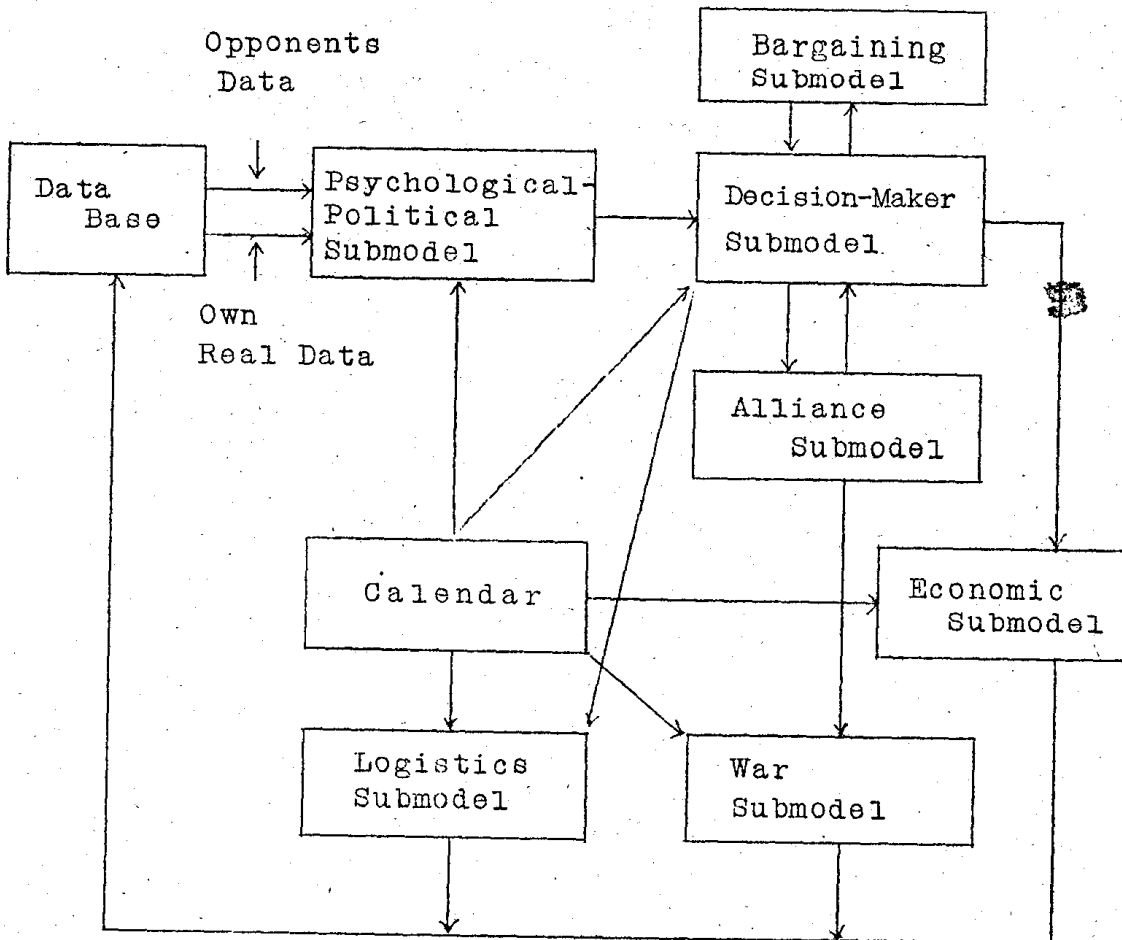 Opponents
Data
Bargaining
Submodel
Data
Base
Psychological-
Political
Submodel
Decision-Maker
Submodel
Own
Real Data
Alliance
Submodel
Calendar
Economic
Submodel
Logistics
Submodel
War
Submodel